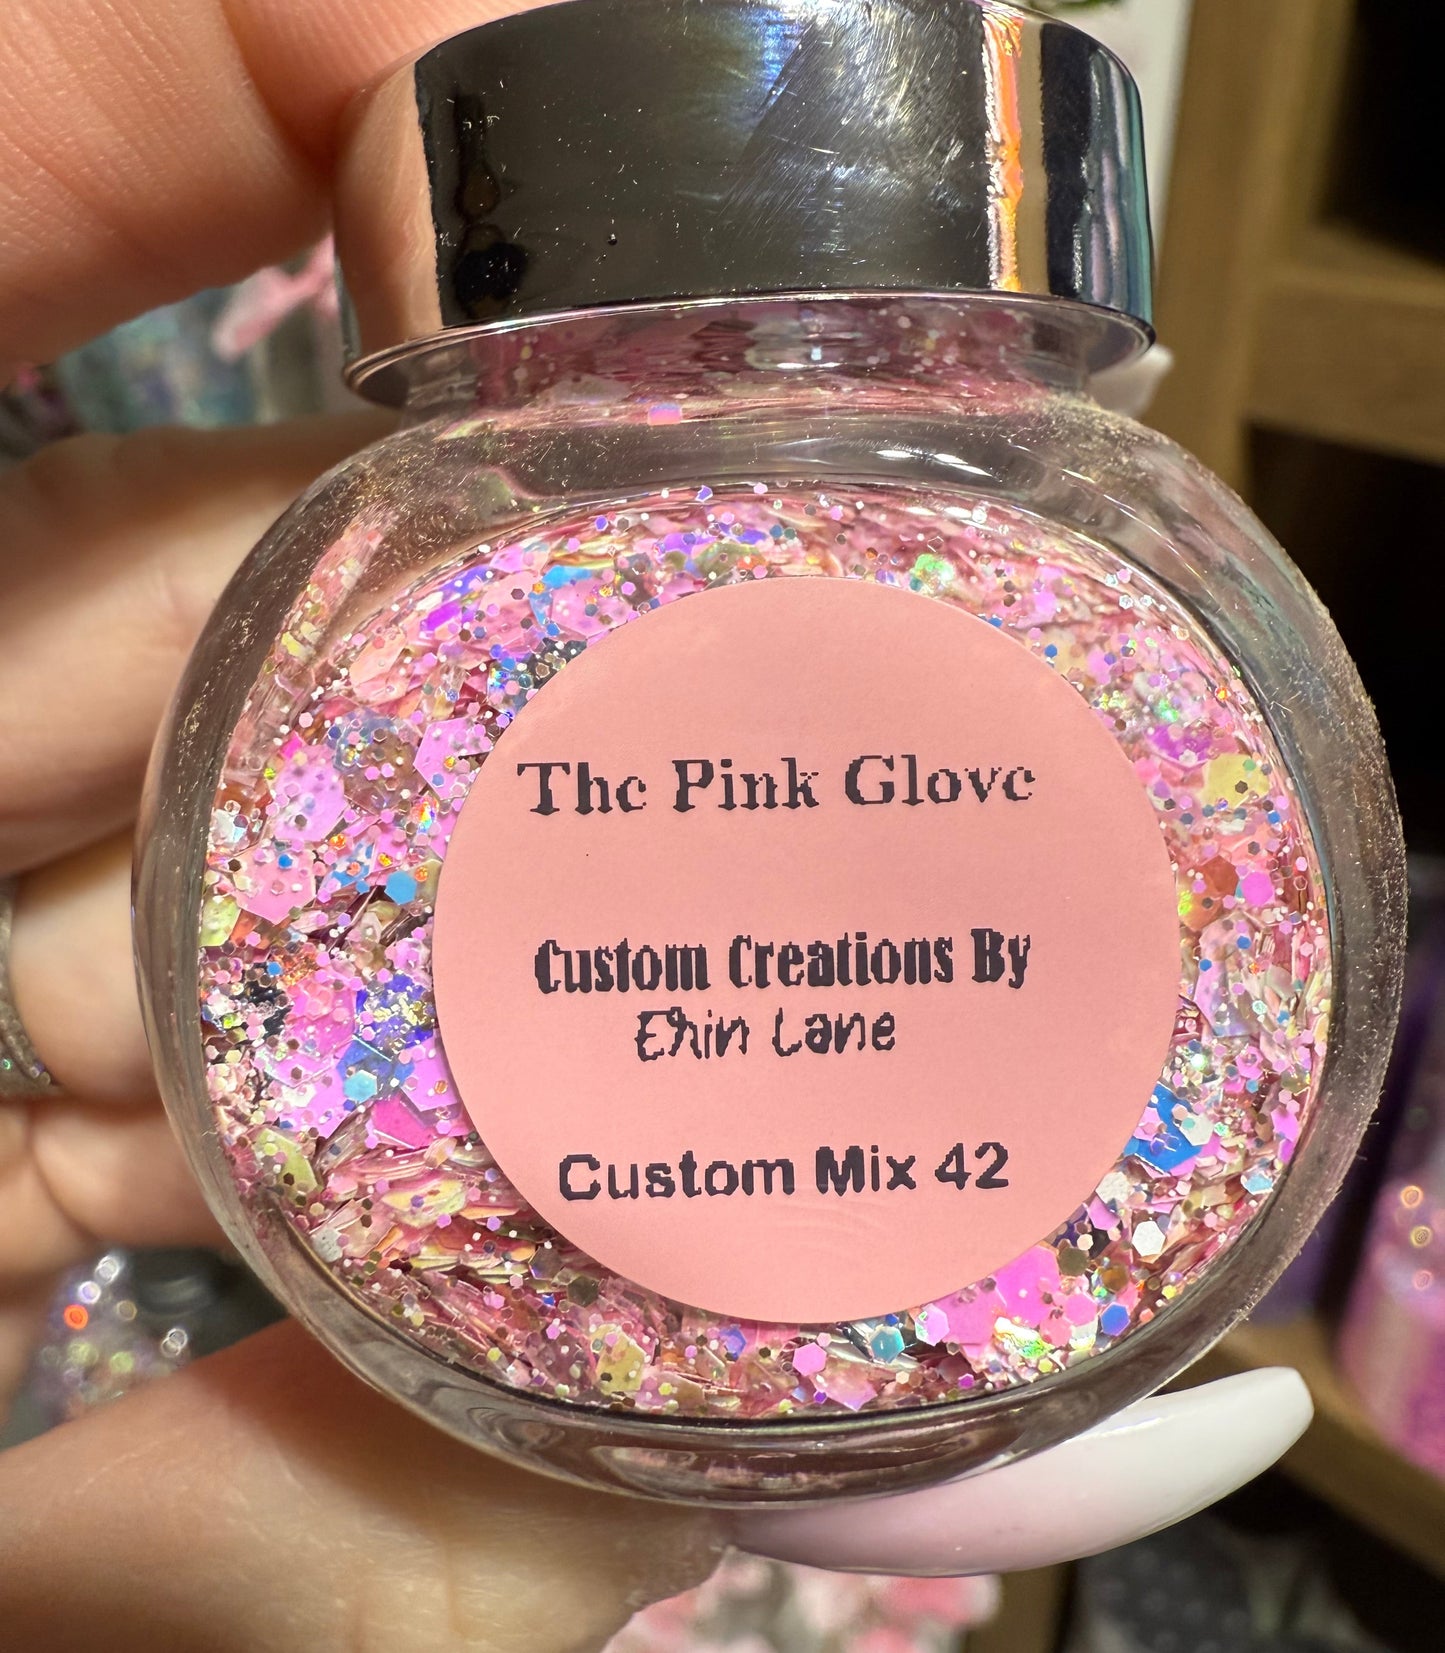 The Pink Glove
Custom Creations By
Erin Lane
Custom Mix 42